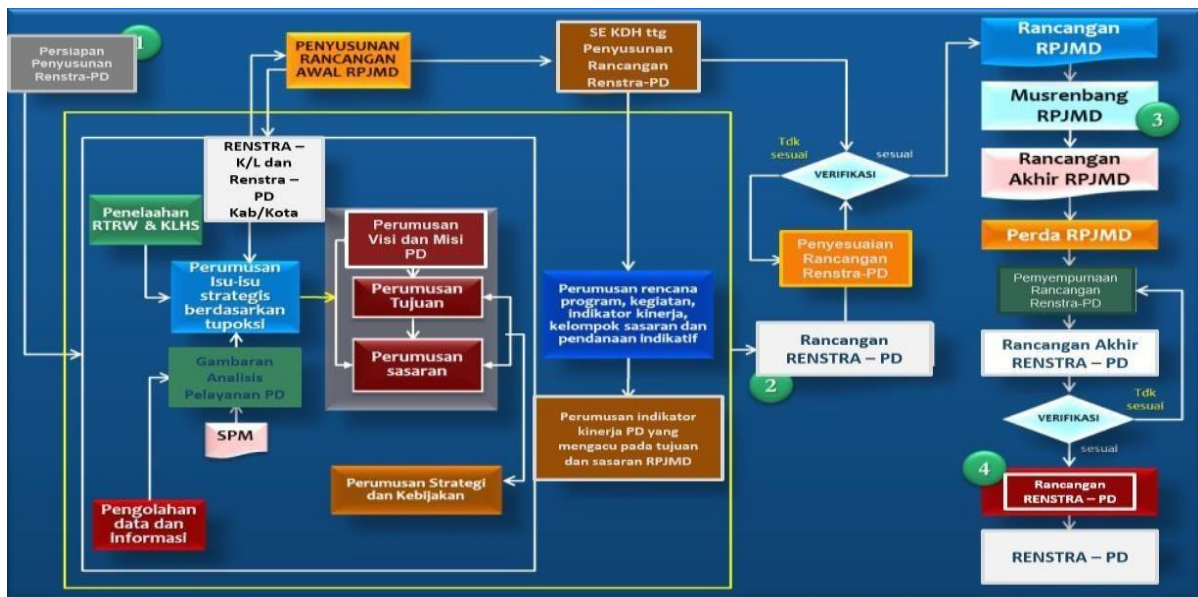 1
Persiapan
Penyusunan
Renstra-PD
PENYUSUNAN
RANCANGAN
AWAL RPJMD
SE KDH ttg
Penyusunan
Rancangan
Renstra-PD
RENSTRA –
K/L dan
Renstra –
PD
Kab/Kota
Penelaahan
RTRW & KLHS
Perumusan
Isu-isu
strategis
berdasarkan
tupoksi
Gambaran
Analisis
Pelayanan PD
SPM
Pengolahan
data dan
informasi
Perumusan
Visi dan Misi
PD
Perumusan
Tujuan
Perumusan
sasaran
Perumusan Strategi
dan Kebijakan
Perumusan rencana
program, kegiatan,
indikator kinerja,
kelompok sasaran dan
pendanaan indikatif
Perumusan indikator
kinerja PD yang
mengacu pada tujuan
dan sasaran RPJMD
Tdk
sesuai
sesuai
VERIFIKASI
Penyesuaian
Rancangan
Renstra-PD
Rancangan
RENSTRA – PD
2
Rancangan
RPJMD
Musrenbang
RPJMD
3
Rancangan
Akhir RPJMD
Perda RPJMD
Pemyempurnaan
Rancangan
Renstra-PD
Rancangan Akhir
RENSTRA – PD
Tdk
sesuai
VERIFIKASI
sesuai
4
Rancangan
RENSTRA – PD
RENSTRA – PD